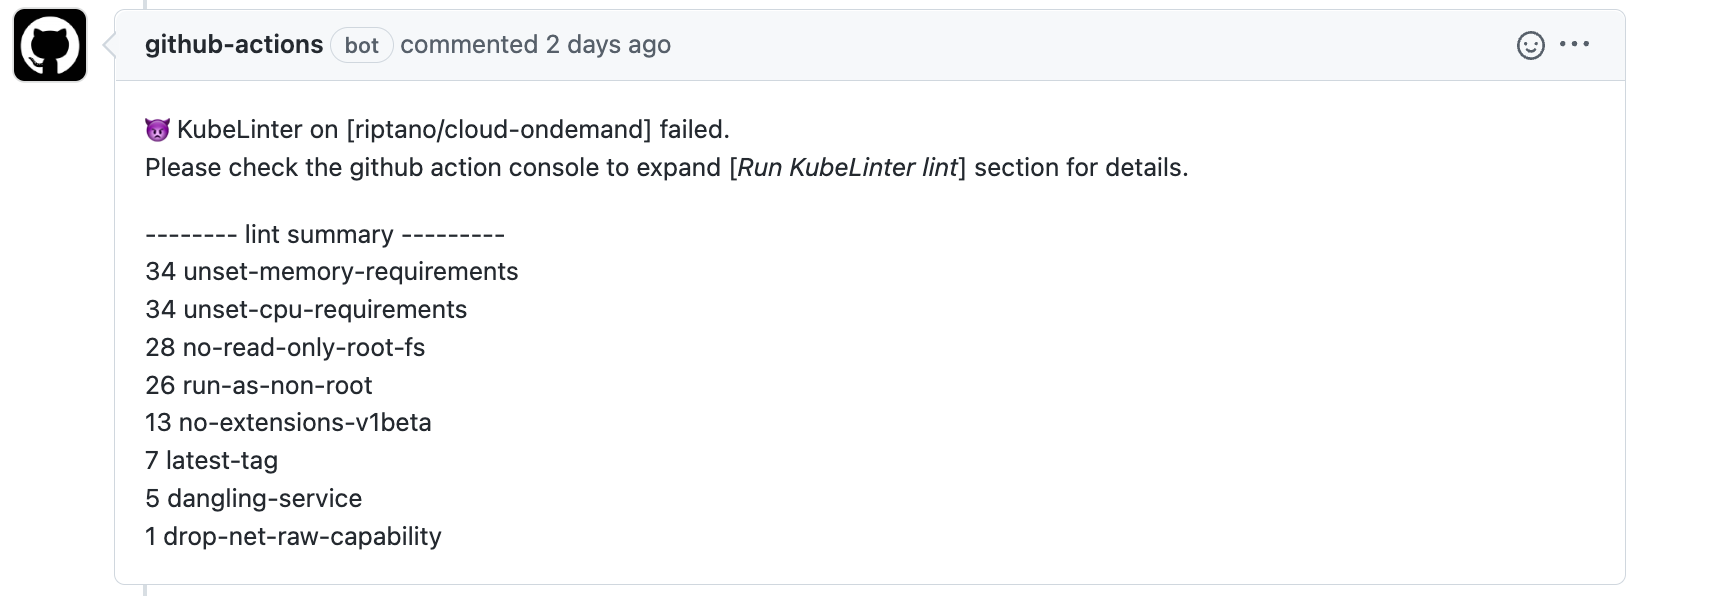 github-actions bot commented 2 days ago
👿 KubeLinter on [riptano/cloud-ondemand] failed.
Please check the github action console to expand [Run KubeLinter lint] section for details.
-------- lint summary ---------
34 unset-memory-requirements
34 unset-cpu-requirements
28 no-read-only-root-fs
26 run-as-non-root
13 no-extensions-v1beta
7 latest-tag
5 dangling-service
1 drop-net-raw-capability